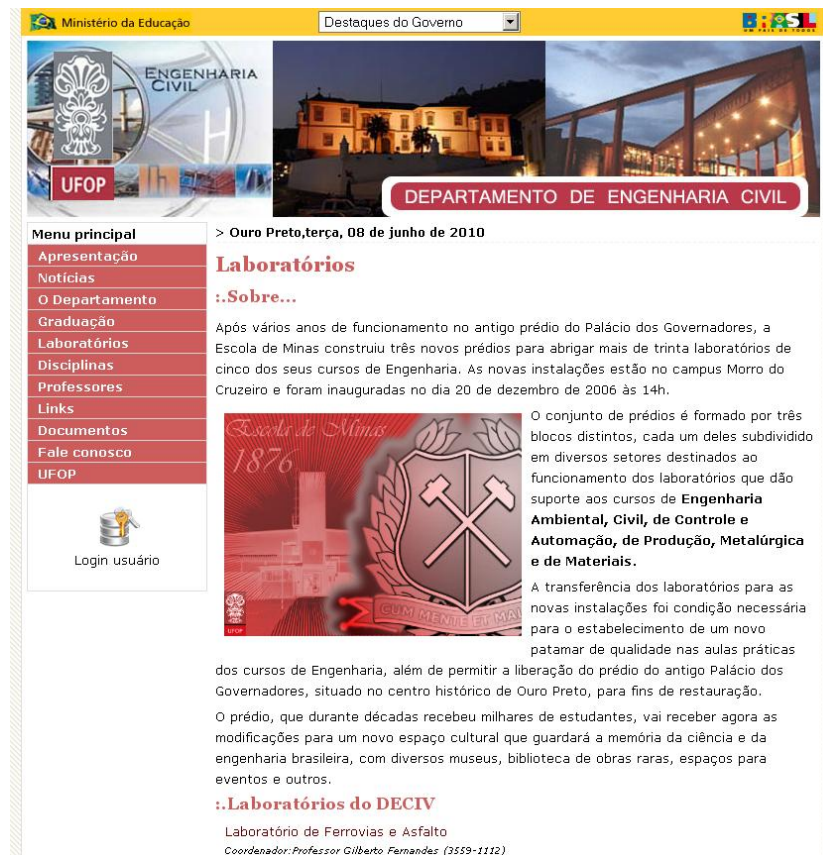 Ministério da Educação
Destaques do Governo
BRASIL
UM PAÍS DE TODOS
ENGENHARIA
CIVIL
UFOP
DEPARTAMENTO DE ENGENHARIA CIVIL
Menu principal
Apresentação
Notícias
O Departamento
Graduação
Laboratórios
Disciplinas
Professores
Links
Documentos
Fale conosco
UFOP
Login usuário
> Ouro Preto,terça, 08 de junho de 2010
Laboratórios
:.Sobre...
Após vários anos de funcionamento no antigo prédio do Palácio dos Governadores, a
Escola de Minas construiu três novos prédios para abrigar mais de trinta laboratórios de
cinco dos seus cursos de Engenharia. As novas instalações estão no campus Morro do
Cruzeiro e foram inauguradas no dia 20 de dezembro de 2006 às 14h.
Escola de Minas
1876
CUM MENTE ET MAL
UFOP
O conjunto de prédios é formado por três
blocos distintos, cada um deles subdividido
em diversos setores destinados ao
funcionamento dos laboratórios que dão
suporte aos cursos de Engenharia
Ambiental, Civil, de Controle e
Automação, de Produção, Metalúrgica
e de Materiais.
A transferência dos laboratórios para as
novas instalações foi condição necessária
para o estabelecimento de um novo
patamar de qualidade nas aulas práticas
dos cursos de Engenharia, além de permitir a liberação do prédio do antigo Palácio dos
Governadores, situado no centro histórico de Ouro Preto, para fins de restauração.
O prédio, que durante décadas recebeu milhares de estudantes, vai receber agora as
modificações para um novo espaço cultural que guardará a memória da ciência e da
engenharia brasileira, com diversos museus, biblioteca de obras raras, espaços para
eventos e outros.
:.Laboratórios do DECIV
Laboratório de Ferrovias e Asfalto
Coordenador:Professor Gilberto Fernandes (3559-1112)